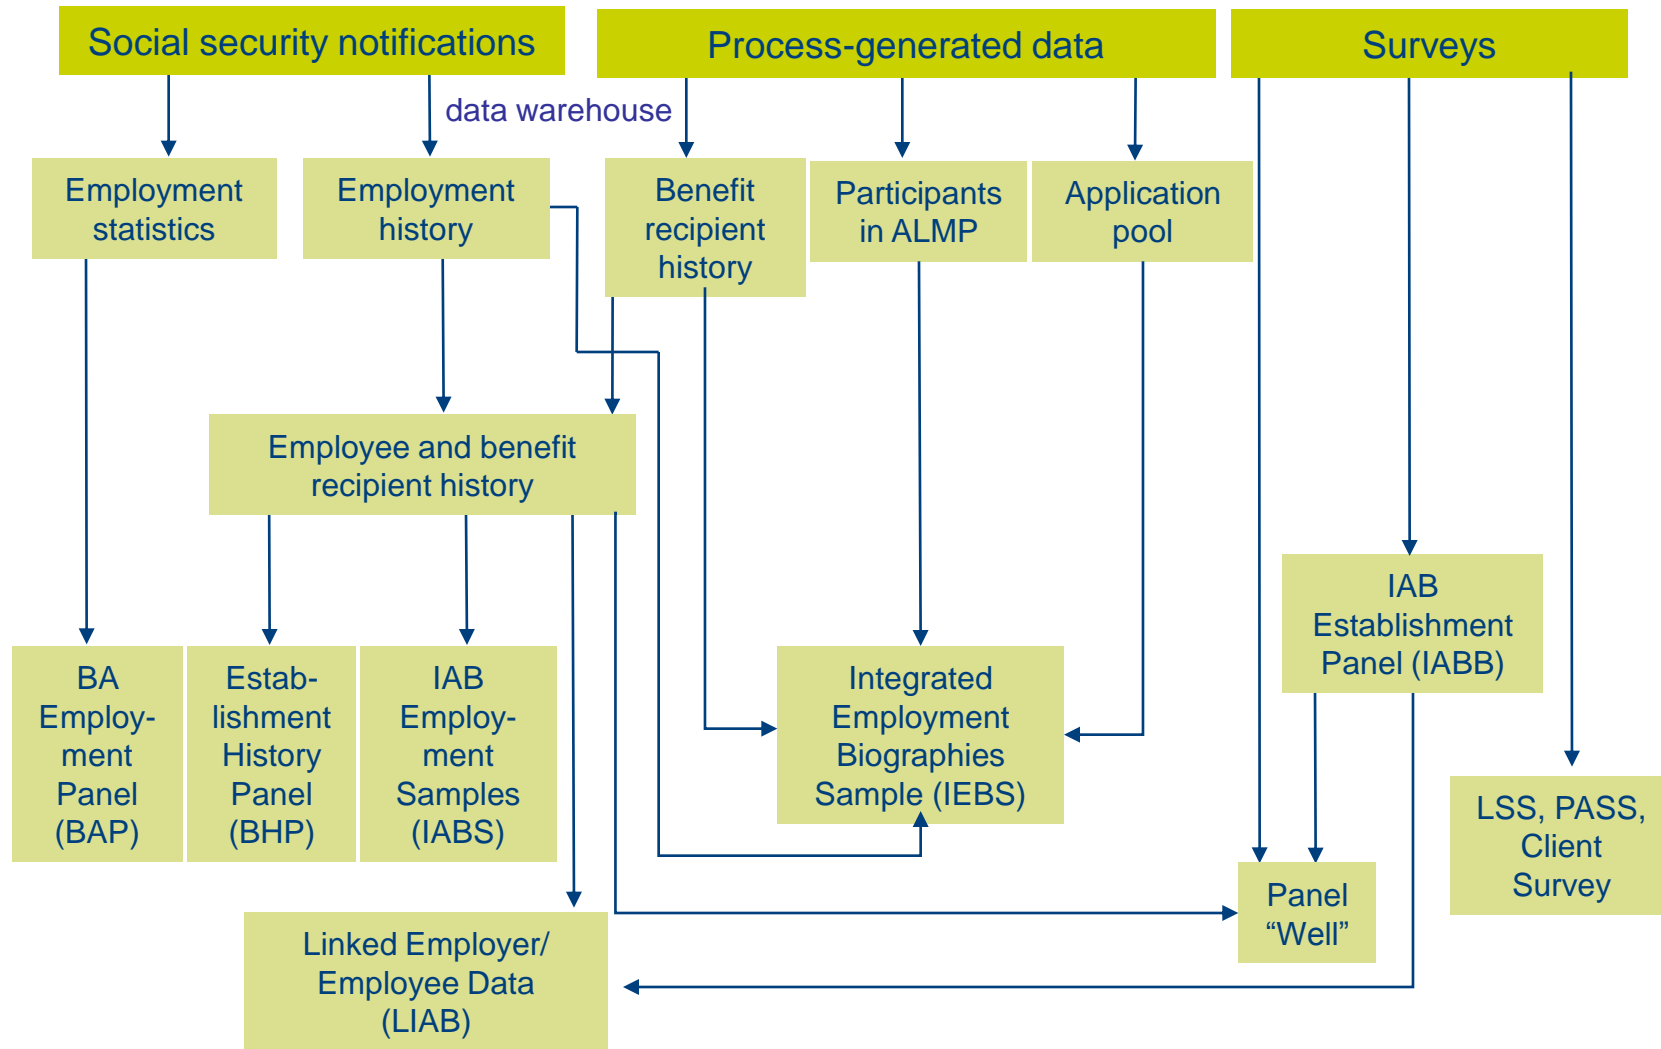 Social security notifications
Process-generated data
Surveys
data warehouse
Employment
statistics
Employment
history
Benefit
recipient
history
Participants
in ALMP
Application
pool
Employee and benefit
recipient history
BA
Employ-
ment
Panel
(BAP)
Estab-
lishment
History
Panel
(BHP)
IAB
Employ-
ment
Samples
(IABS)
Integrated
Employment
Biographies
Sample (IEBS)
IAB
Establishment
Panel (IABB)
LSS, PASS,
Client
Survey
Panel
“Well”
Linked Employer/
Employee Data
(LIAB)